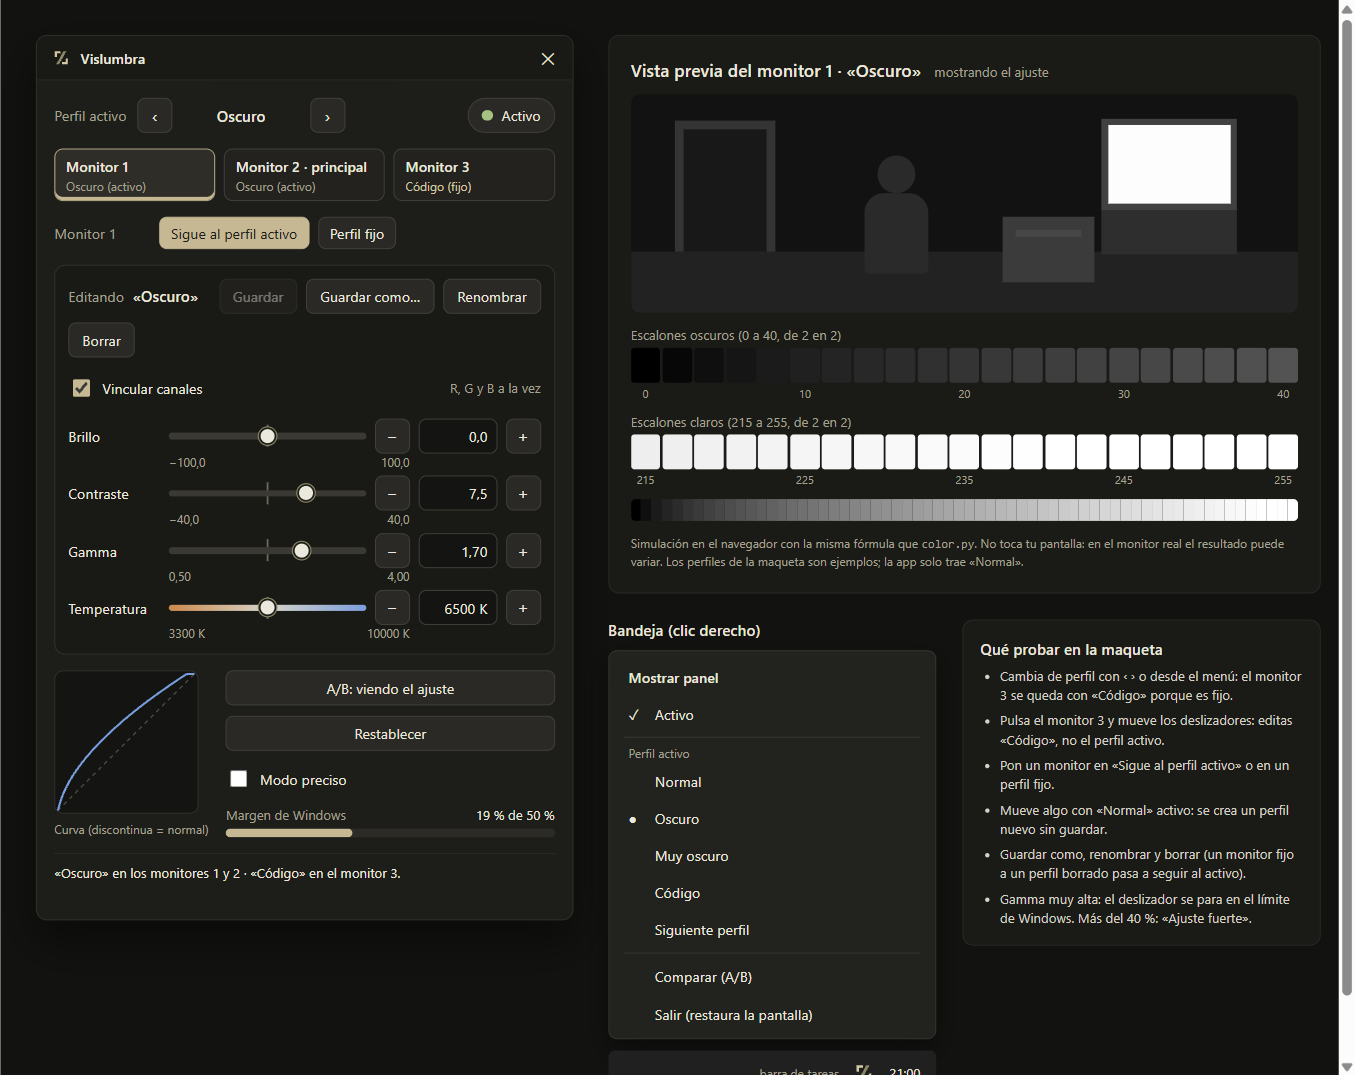 Vislumbra
Perfil activo
‹
Oscuro
›
Activo
Monitor 1
Oscuro (activo)
Monitor 2 · principal
Oscuro (activo)
Monitor 3
Código (fijo)
Monitor 1
Sigue al perfil activo
Perfil fijo
Editando «Oscuro»
Guardar
Guardar como...
Renombrar
Borrar
Vincular canales
R, G y B a la vez
Brillo
−
0,0
+
−100,0
100,0
Contraste
−
7,5
+
−40,0
40,0
Gamma
−
1,70
+
0,50
4,00
Temperatura
−
6500 K
+
3300 K
10000 K
Curva (discontinua = normal)
A/B: viendo el ajuste
Restablecer
Modo preciso
Margen de Windows
19 % de 50 %
«Oscuro» en los monitores 1 y 2 · «Código» en el monitor 3.
Vista previa del monitor 1 · «Oscuro» mostrando el ajuste
Escalones oscuros (0 a 40, de 2 en 2)
0 10 20 30 40
Escalones claros (215 a 255, de 2 en 2)
215 225 235 245 255
Simulación en el navegador con la misma fórmula que color.py. No toca tu pantalla: en el monitor real el resultado puede
variar. Los perfiles de la maqueta son ejemplos; la app solo trae «Normal».
Bandeja (clic derecho)
Mostrar panel
✓ Activo
Perfil activo
Normal
Oscuro
Muy oscuro
Código
Siguiente perfil
Comparar (A/B)
Salir (restaura la pantalla)
barra de tareas
21:00
Qué probar en la maqueta
• Cambia de perfil con ‹ › o desde el menú: el monitor
3 se queda con «Código» porque es fijo.
• Pulsa el monitor 3 y mueve los deslizadores: editas
«Código», no el perfil activo.
• Pon un monitor en «Sigue al perfil activo» o en un
perfil fijo.
• Mueve algo con «Normal» activo: se crea un perfil
nuevo sin guardar.
• Guardar como, renombrar y borrar (un monitor fijo
a un perfil borrado pasa a seguir al activo).
• Gamma muy alta: el deslizador se para en el límite
de Windows. Más del 40 %: «Ajuste fuerte».